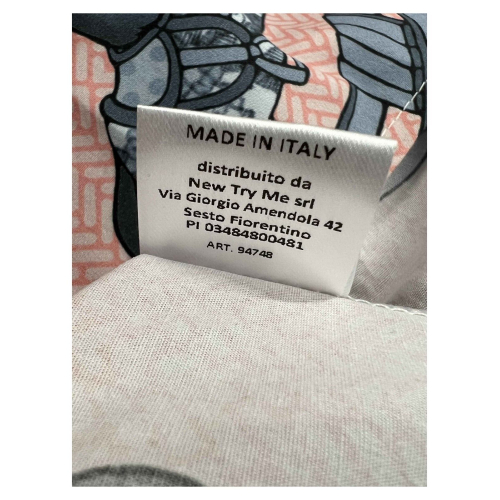 MADE IN ITALY
distribuito da
New Try Me srl
Via Giorgio Amendola 42
Sesto Fiorentino
PI 03484800481
ART. 94748